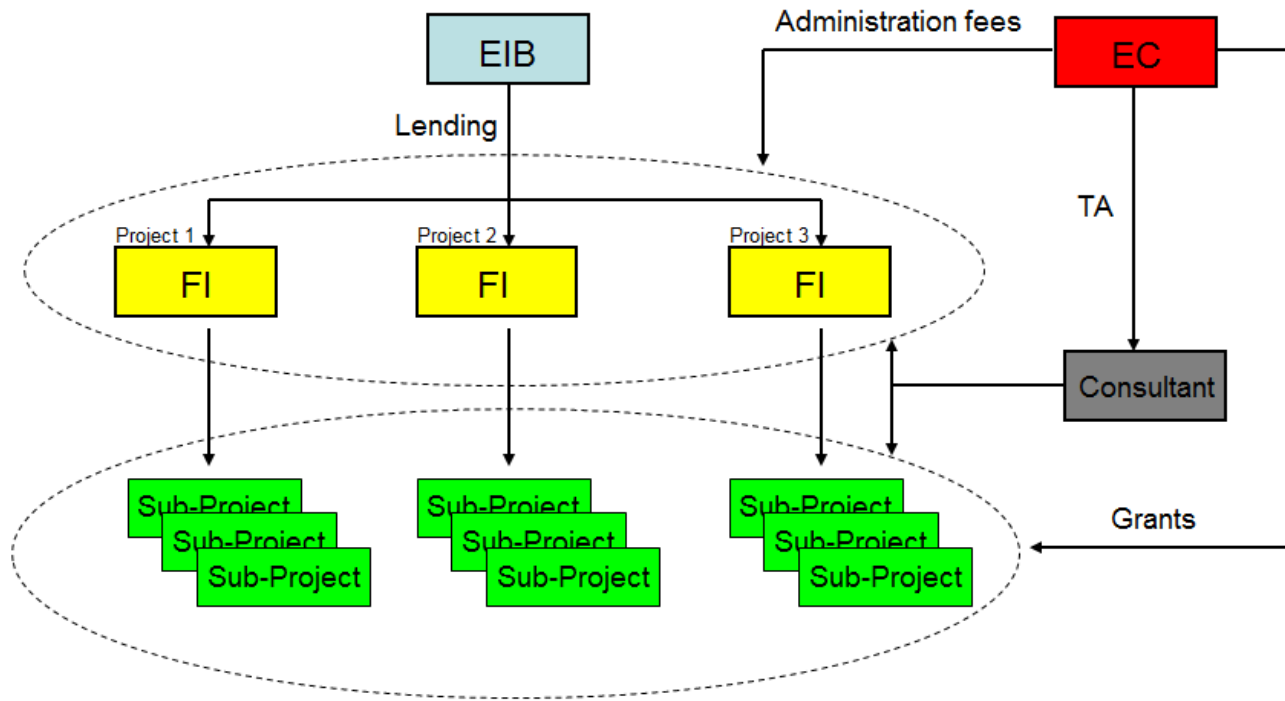 Administration fees
EIB
EC
Lending
TA
Project 1
Project 2
Project 3
FI
FI
FI
Consultant
Sub-Project
Sub-Project
Sub-Project
Sub-Project
Sub-Project
Sub-Project
Sub-Project
Sub-Project
Sub-Project
Grants